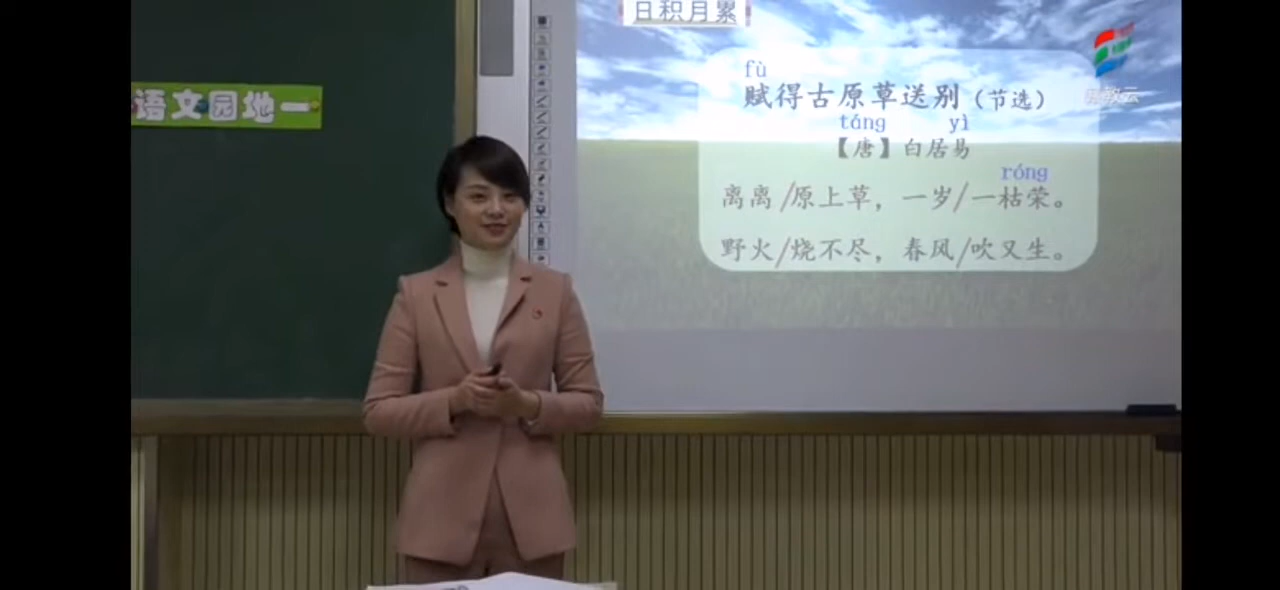 语文园地一
日积月累
fù
赋得古原草送别（节选）
táng yì
【唐】白居易
róng
离离/原上草，一岁/一枯荣。
野火/烧不尽，春风/吹又生。
教云